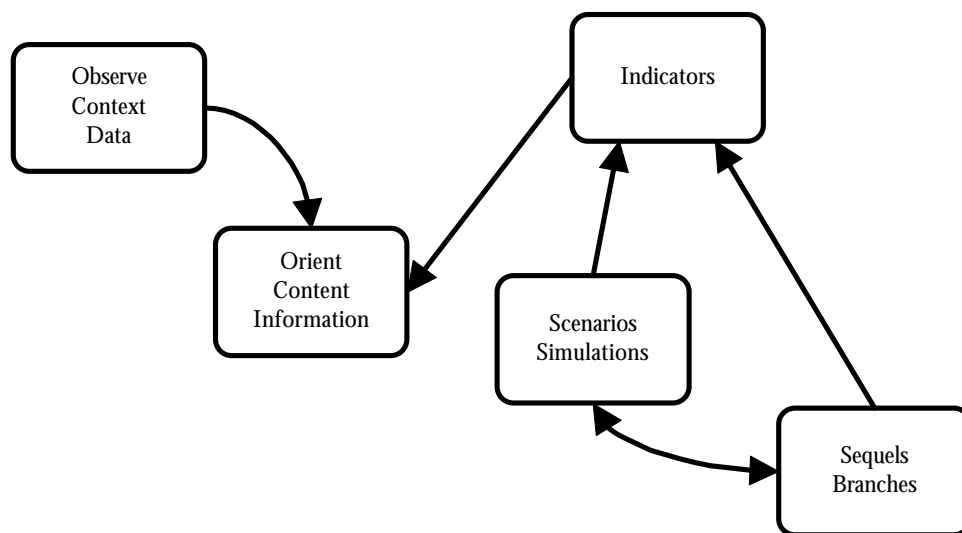 Observe
Context
Data
Indicators
Orient
Content
Information
Scenarios
Simulations
Sequels
Branches